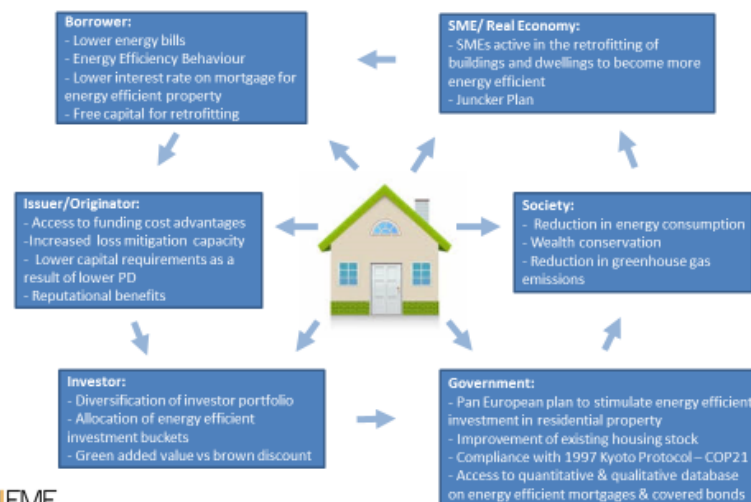 Borrower:
- Lower energy bills
- Energy Efficiency Behaviour
- Lower interest rate on mortgage for
energy efficient property
- Free capital for retrofitting
SME/ Real Economy:
- SMEs active in the retrofitting of
buildings and dwellings to become more
energy efficient
- Juncker Plan
Issuer/Originator:
- Access to funding cost advantages
-Increased loss mitigation capacity
- Lower capital requirements as a
result of lower PD
- Reputational benefits
Society:
- Reduction in energy consumption
- Wealth conservation
- Reduction in greenhouse gas
emissions
Investor:
- Diversification of investor portfolio
- Allocation of energy efficient
investment buckets
- Green added value vs brown discount
Government:
- Pan European plan to stimulate energy efficient
investment in residential property
- Improvement of existing housing stock
- Compliance with 1997 Kyoto Protocol – COP21
- Access to quantitative & qualitative database
on energy efficient mortgages & covered bonds